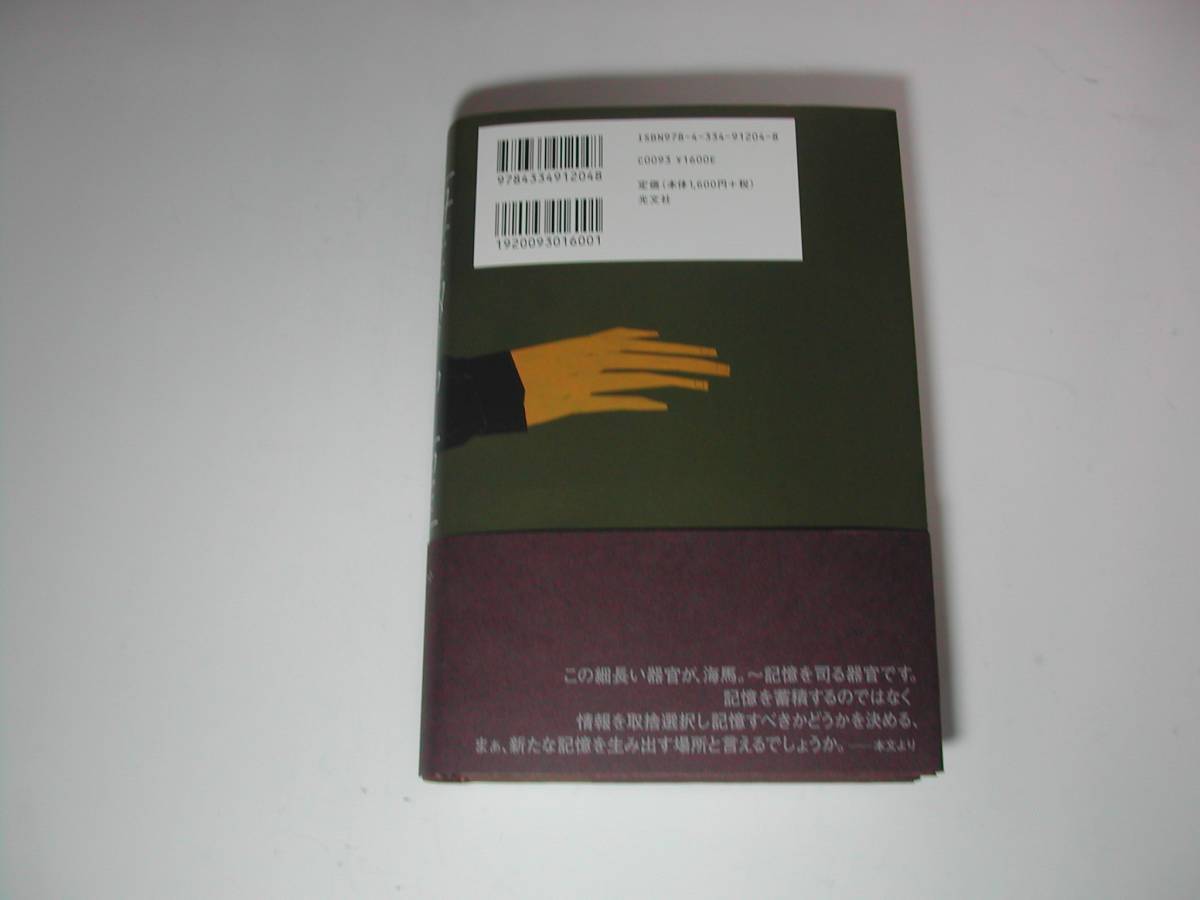 ISBN978-4-334-91204-8
C0093 ¥1600E
定価(本体1,600円+税)
光文社
9784334912048
1920093016001
この細長い器官が、海馬。〜記憶を司る器官です。
記憶を蓄積するのではなく
情報を取捨選択し記憶すべきかどうかを決める、
まぁ、新たな記憶を生み出す場所と言えるでしょうか。――本文より